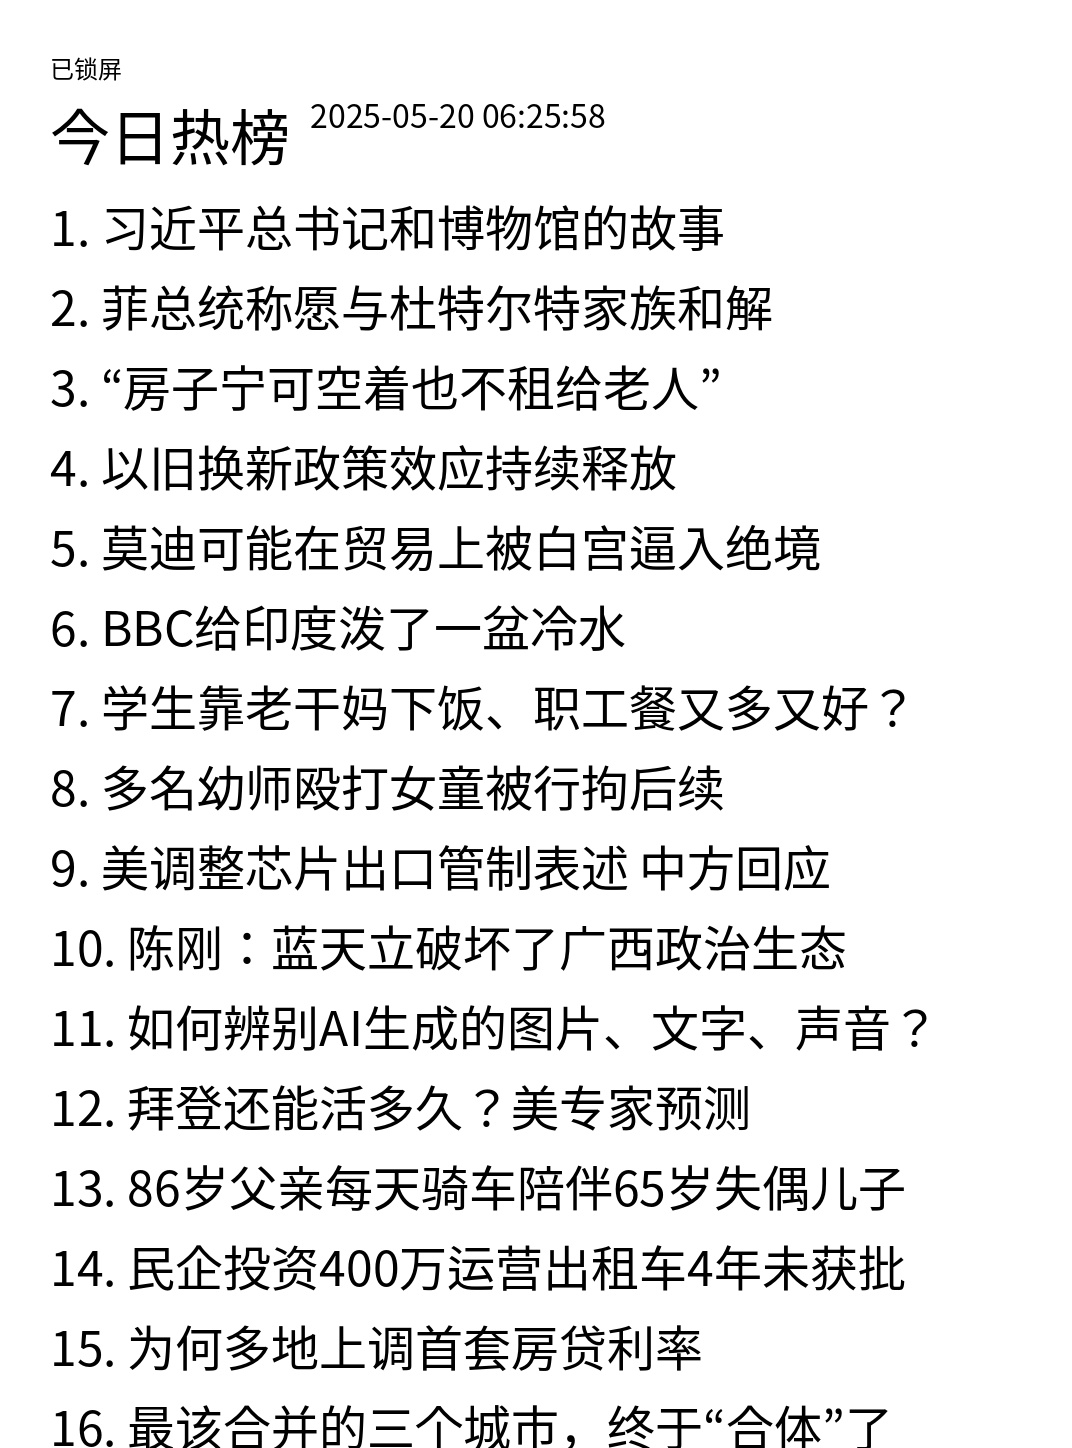 已锁屏
今日热榜 2025-05-20 06:25:58
1. 习近平总书记和博物馆的故事
2. 菲总统称愿与杜特尔特家族和解
3. “房子宁可空着也不租给老人”
4. 以旧换新政策效应持续释放
5. 莫迪可能在贸易上被白宫逼入绝境
6. BBC给印度泼了一盆冷水
7. 学生靠老干妈下饭、职工餐又多又好？
8. 多名幼师殴打女童被行拘后续
9. 美调整芯片出口管制表述 中方回应
10. 陈刚：蓝天立破坏了广西政治生态
11. 如何辨别AI生成的图片、文字、声音？
12. 拜登还能活多久？美专家预测
13. 86岁父亲每天骑车陪伴65岁失偶儿子
14. 民企投资400万运营出租车4年未获批
15. 为何多地上调首套房贷利率
16. 最该合并的三个城市，终于“合体”了